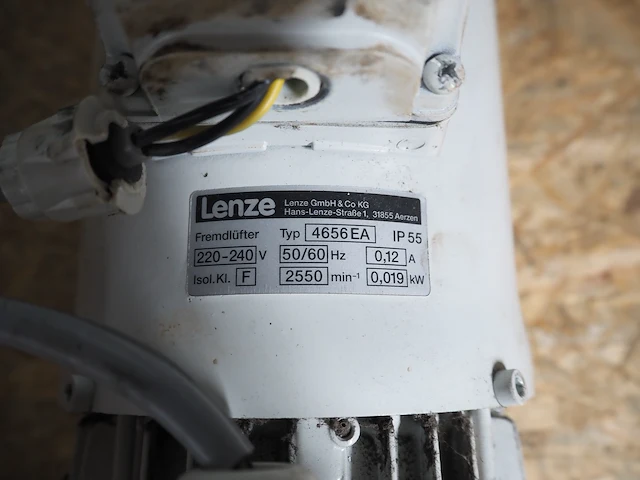 Lenze Lenze GmbH & Co KG
Hans-Lenze-Straße 1, 31855 Aerzen
Fremdlüfter Typ 4656EA IP 55
220-240 V 50/60 Hz 0,12 A
Isol.Kl. F 2550 min⁻¹ 0,019 kW